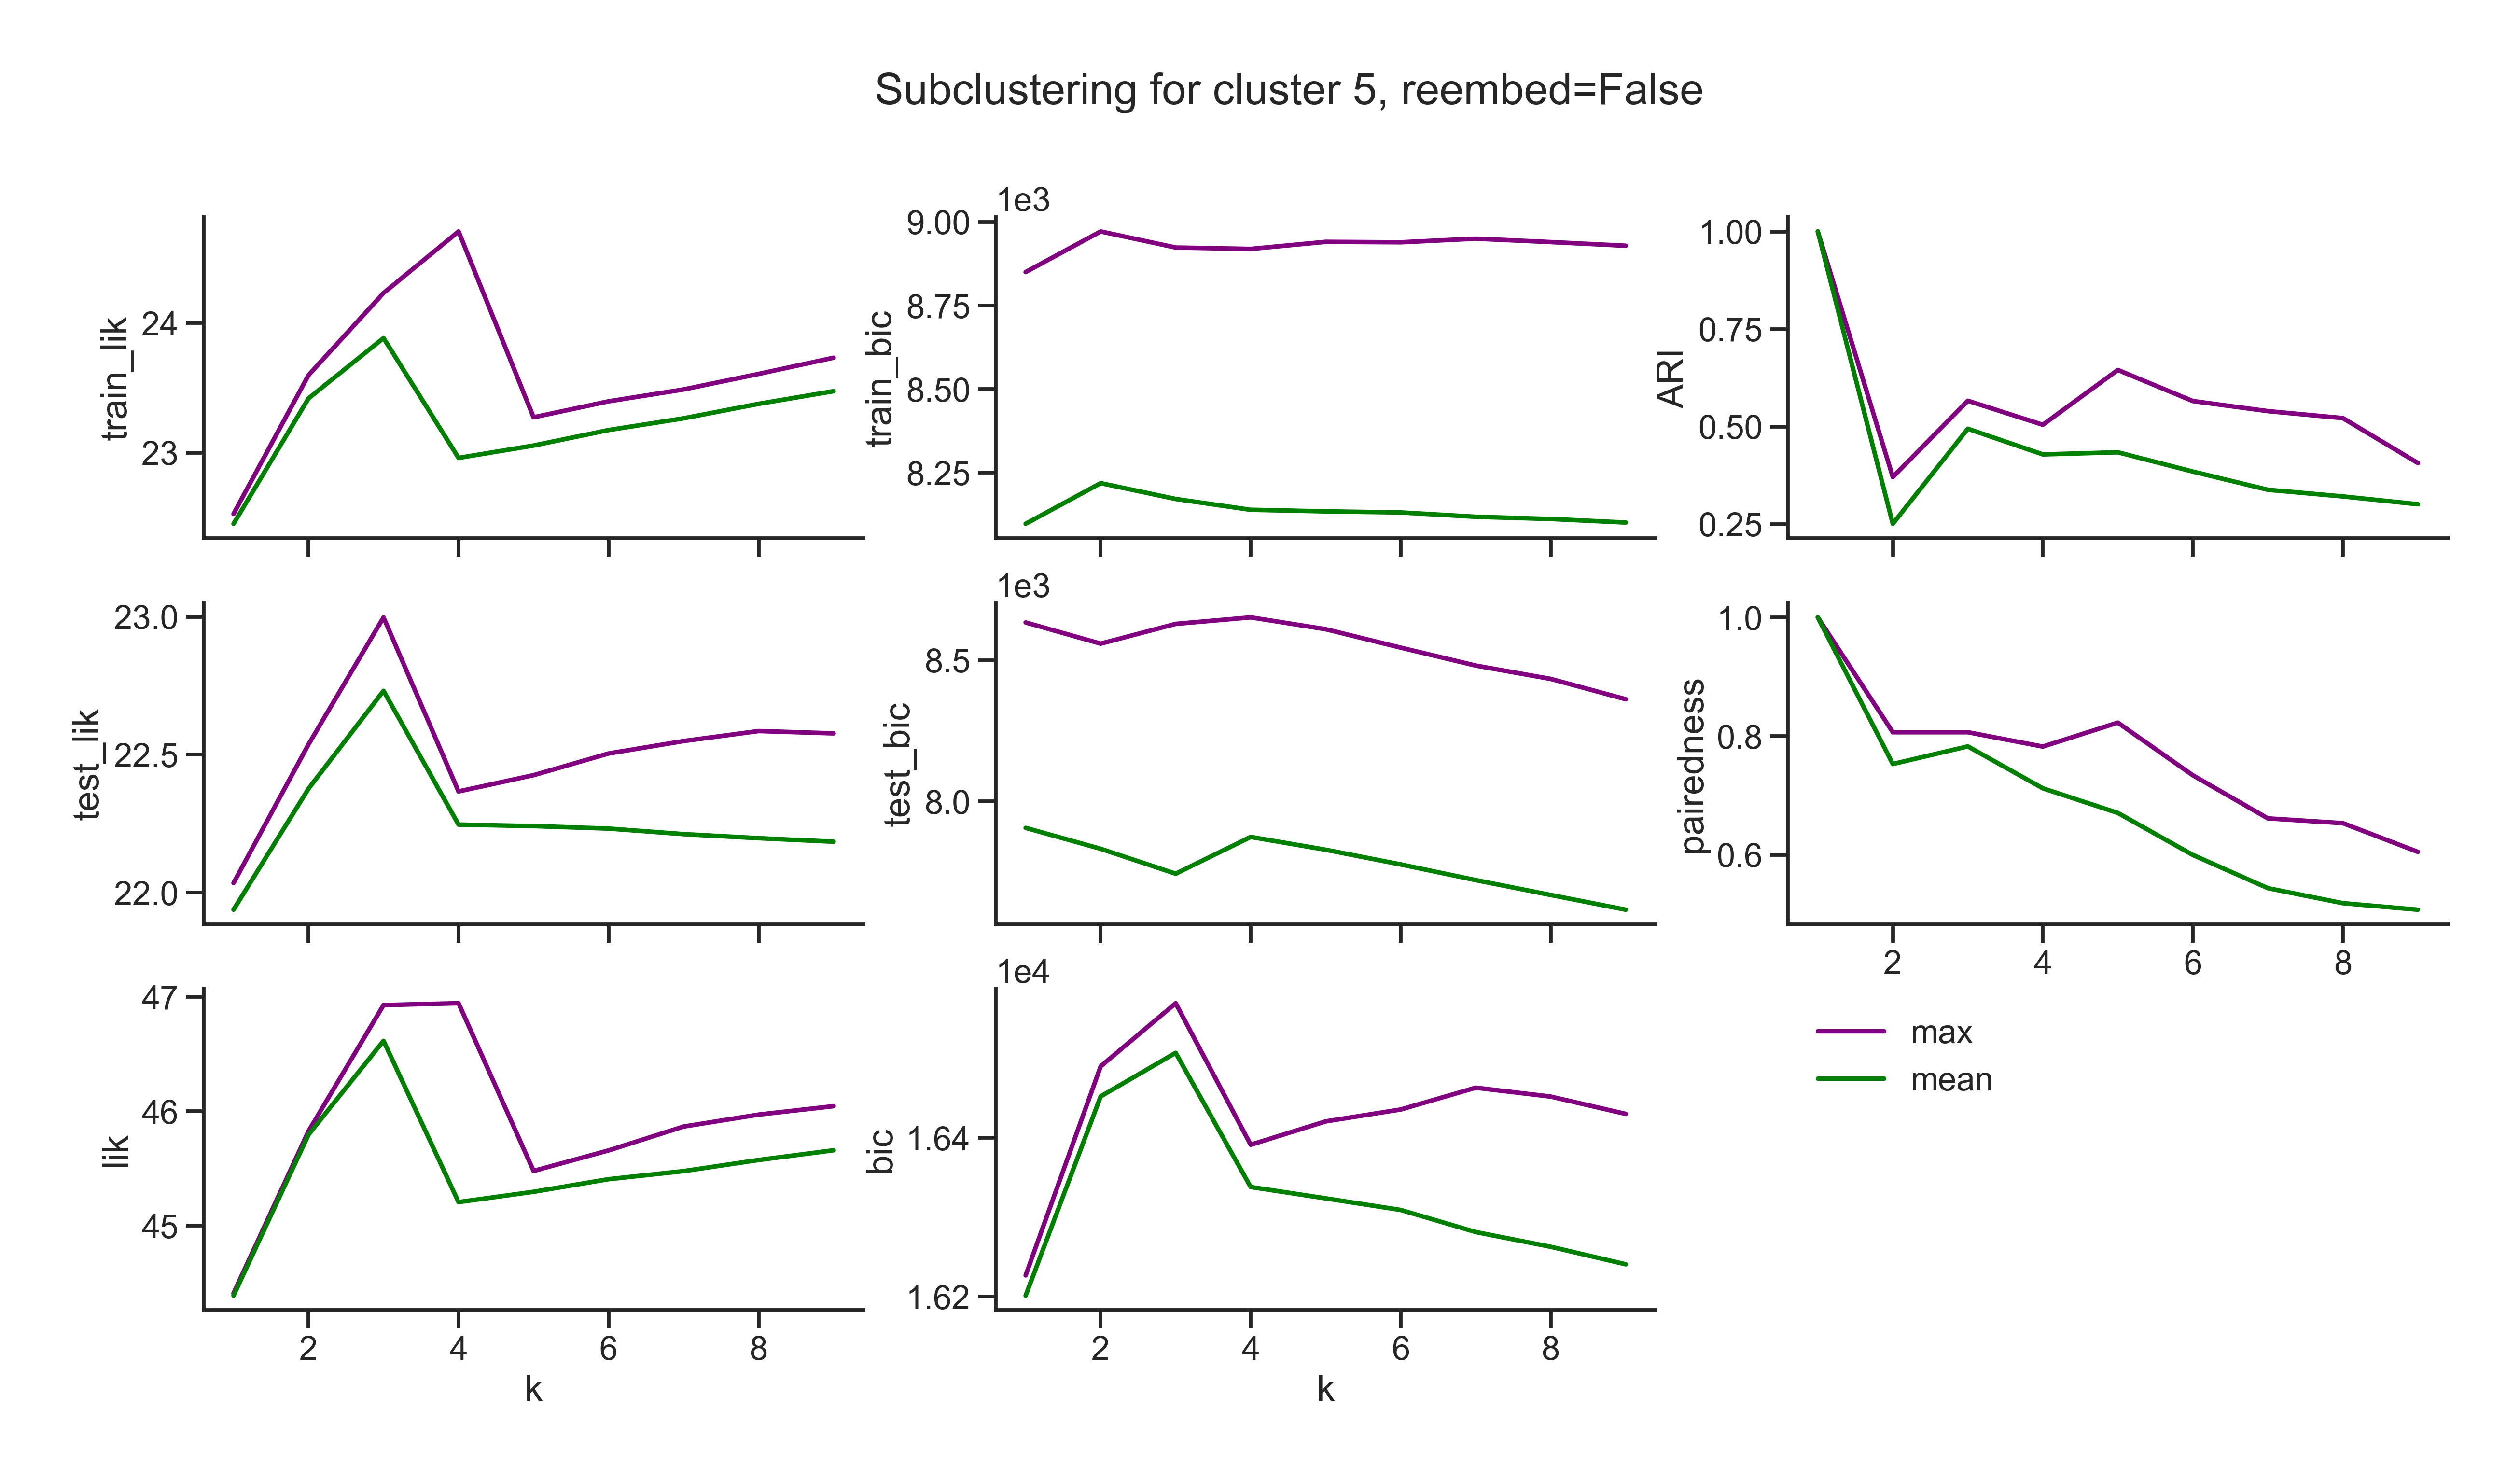 Subclustering for cluster 5, reembed=False
train_lik
24
23
1e3
train_bic
9.00
8.75
8.50
8.25
ARI
1.00
0.75
0.50
0.25
test_lik
23.0
22.5
22.0
1e3
test_bic
8.5
8.0
pairedness
1.0
0.8
0.6
2 4 6 8
lik
47
46
45
2 4 6 8
k
1e4
bic
1.64
1.62
2 4 6 8
k
max
mean